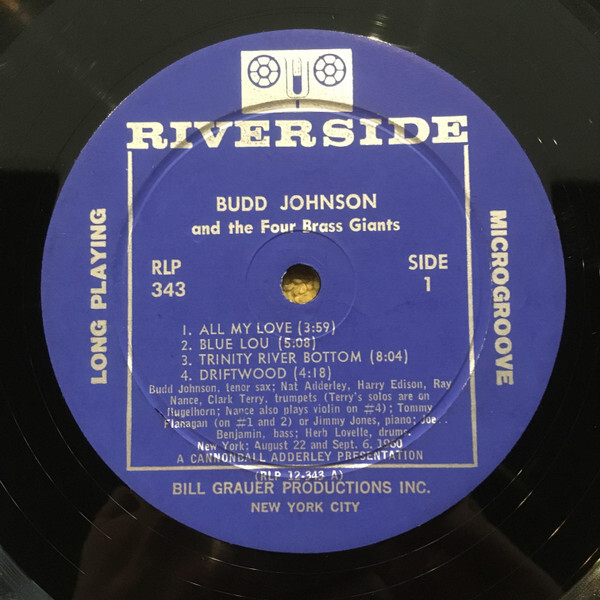 RIVERSIDE
BUDD JOHNSON
and the Four Brass Giants
RLP
343
SIDE
1
LONG PLAYING
MICROGROOVE
1. ALL MY LOVE (3:59)
2. BLUE LOU (5:08)
3. TRINITY RIVER BOTTOM (8:04)
4. DRIFTWOOD (4:18)
Budd Johnson, tenor sax; Nat Adderley, Harry Edison, Ray
Nance, Clark Terry, trumpets (Terry's solos are on
flugelhorn; Nance also plays violin on #4); Tommy
Flanagan (on #1 and 2) or Jimmy Jones, piano; Joe
Benjamin, bass; Herb Lovelle, drums.
New York; August 22 and Sept. 6, 1960
A CANNONBALL ADDERLEY PRESENTATION
(RLP 12-343 A)
BILL GRAUER PRODUCTIONS INC.
NEW YORK CITY